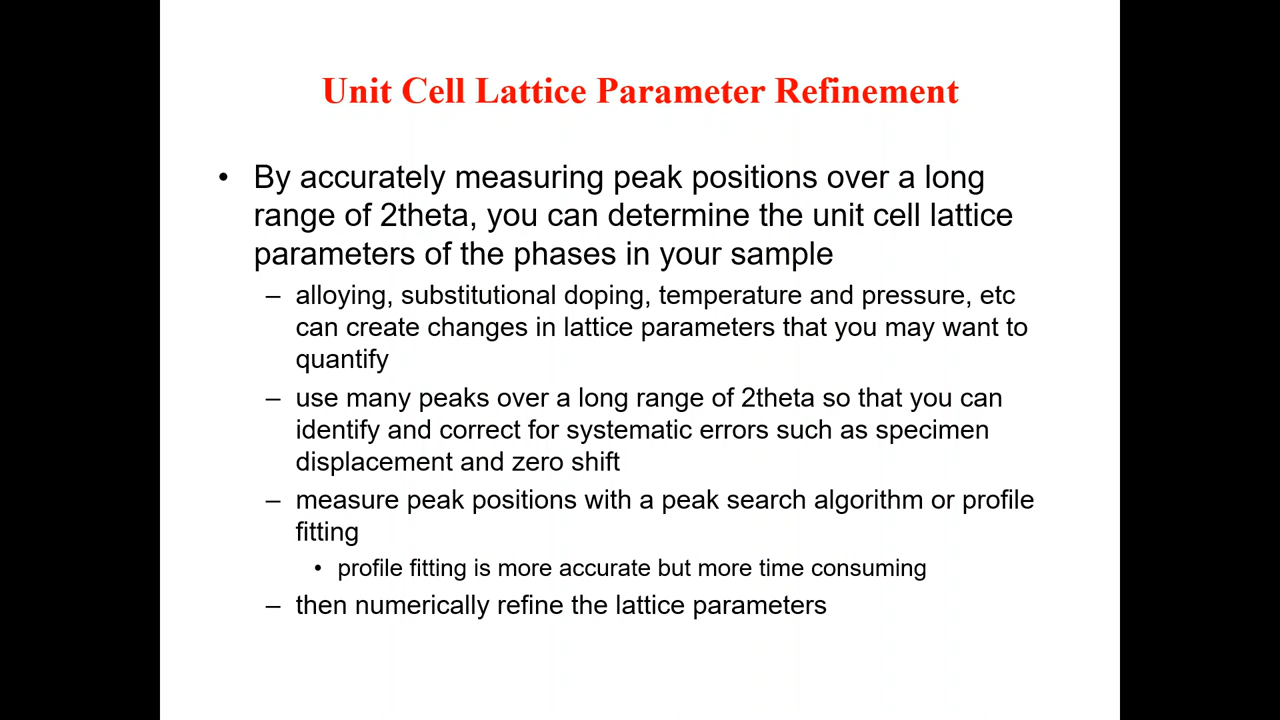 Unit Cell Lattice Parameter Refinement
• By accurately measuring peak positions over a long
range of 2theta, you can determine the unit cell lattice
parameters of the phases in your sample
– alloying, substitutional doping, temperature and pressure, etc
can create changes in lattice parameters that you may want to
quantify
– use many peaks over a long range of 2theta so that you can
identify and correct for systematic errors such as specimen
displacement and zero shift
– measure peak positions with a peak search algorithm or profile
fitting
• profile fitting is more accurate but more time consuming
– then numerically refine the lattice parameters